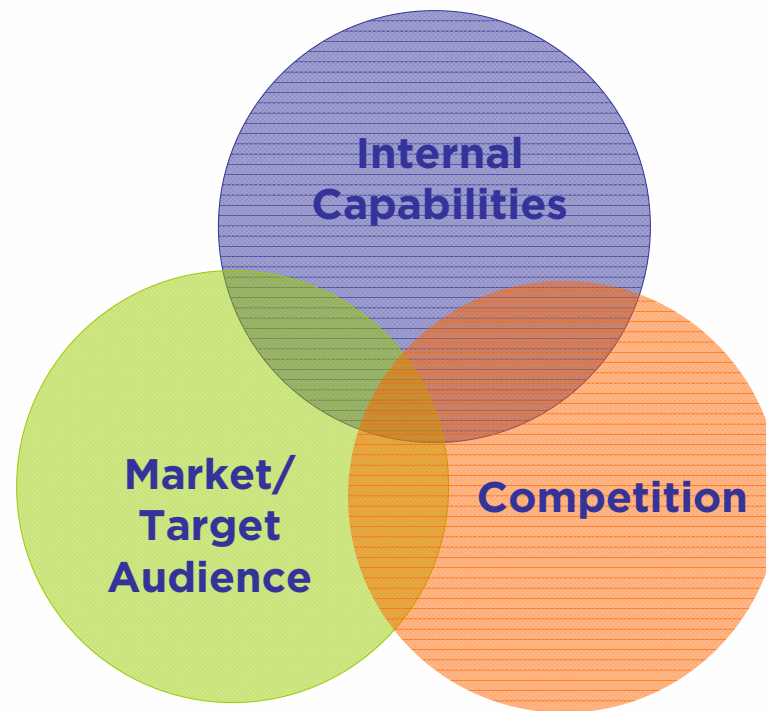 Internal
Capabilities
Market/
Target
Audience
Competition